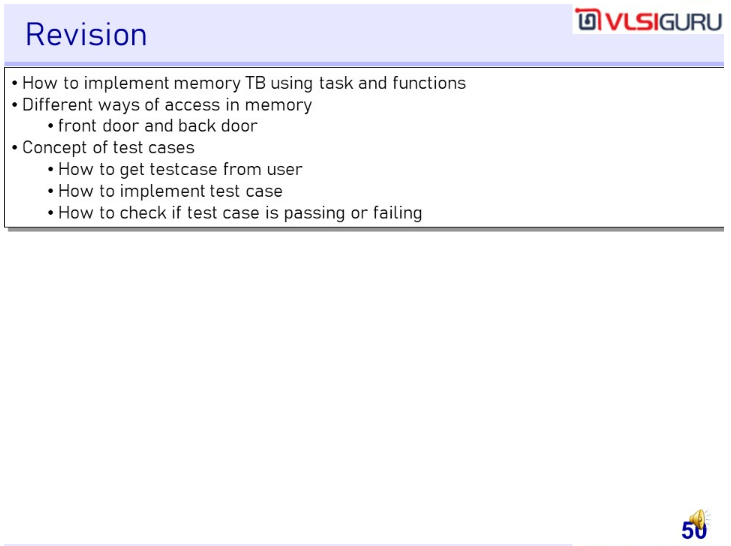 Revision
VLSIGURU
• How to implement memory TB using task and functions
• Different ways of access in memory
• front door and back door
• Concept of test cases
• How to get testcase from user
• How to implement test case
• How to check if test case is passing or failing
50